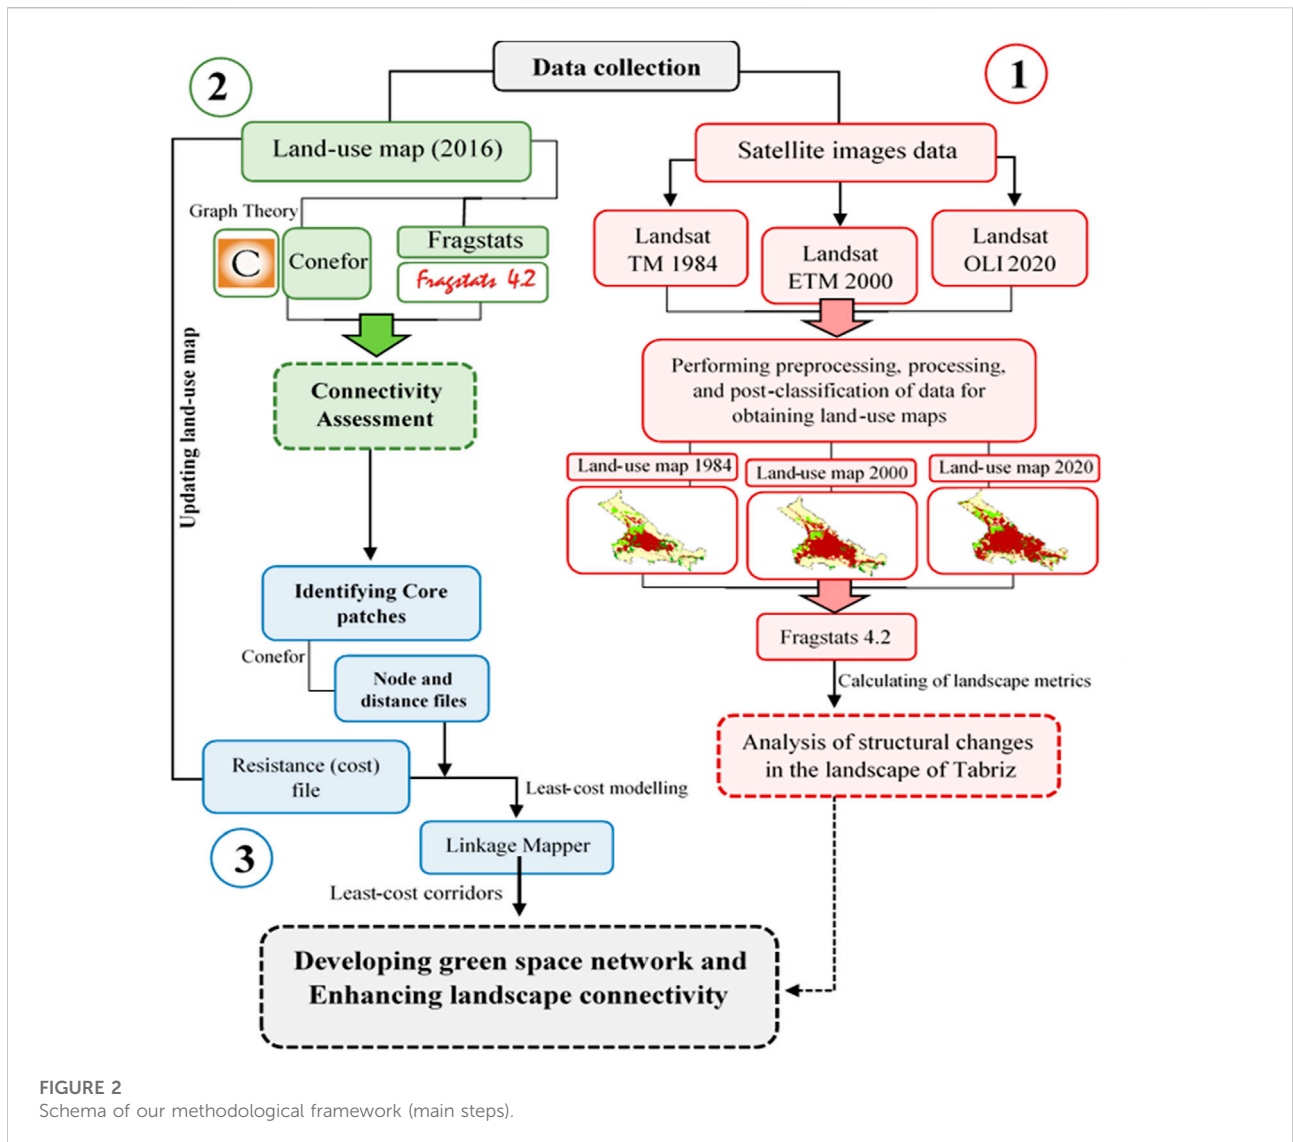 Data collection
1
Satellite images data
Landsat
TM 1984
Landsat
ETM 2000
Landsat
OLI 2020
Performing preprocessing, processing,
and post-classification of data for
obtaining land-use maps
Land-use map 1984
Land-use map 2000
Land-use map 2020
Fragstats 4.2
Calculating of landscape metrics
Analysis of structural changes
in the landscape of Tabriz
2
Land-use map (2016)
Graph Theory
C
Conefor
Fragstats
Fragstats 4.2
Connectivity
Assessment
Updating land-use map
Identifying Core
patches
Conefor
Node and
distance files
Resistance (cost)
file
3
Least-cost modelling
Linkage Mapper
Least-cost corridors
Developing green space network and
Enhancing landscape connectivity
FIGURE 2
Schema of our methodological framework (main steps).